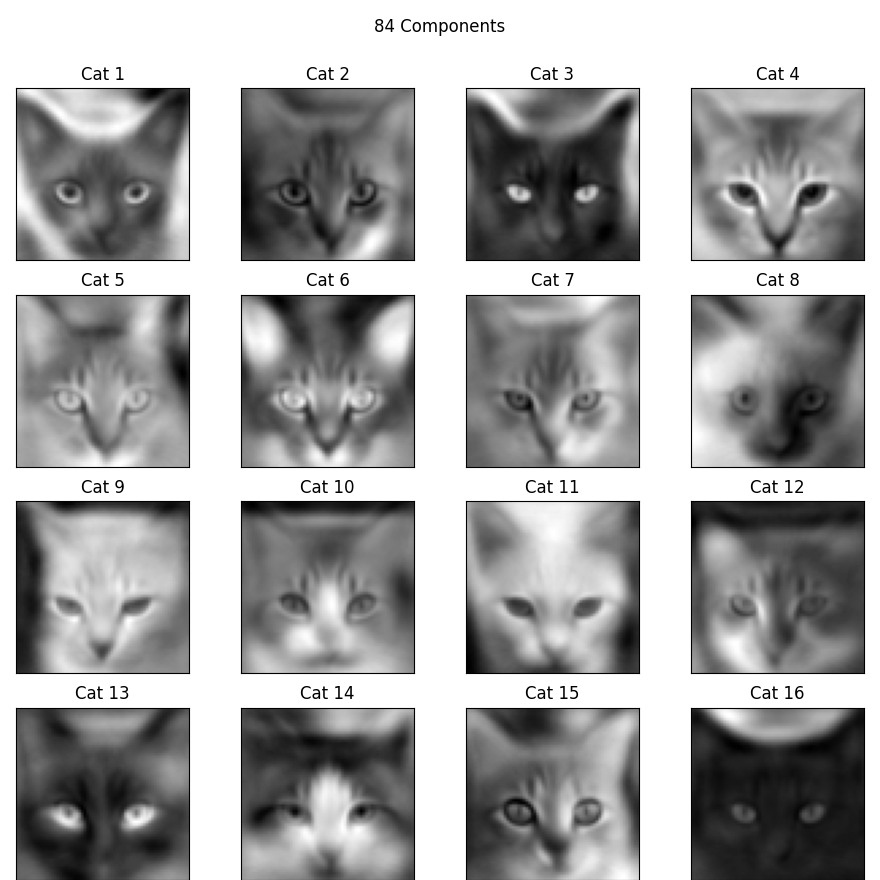 84 Components
Cat 1
Cat 2
Cat 3
Cat 4
Cat 5
Cat 6
Cat 7
Cat 8
Cat 9
Cat 10
Cat 11
Cat 12
Cat 13
Cat 14
Cat 15
Cat 16